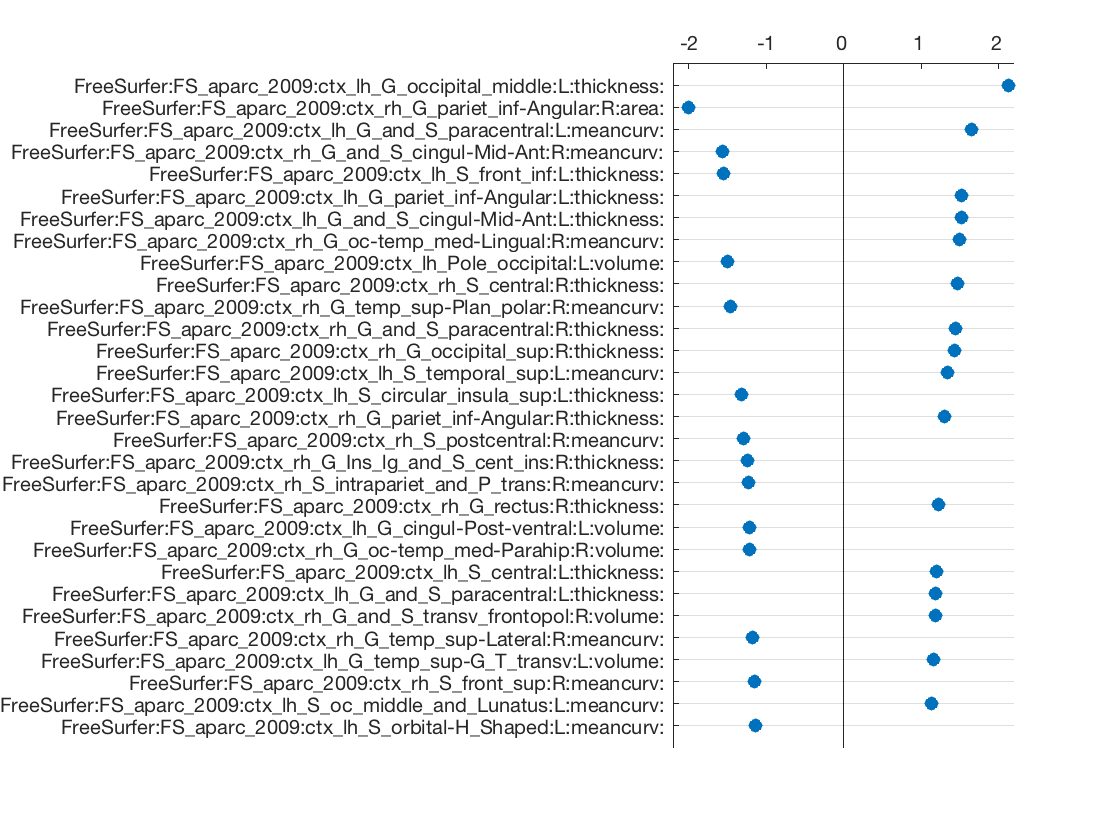 -2 -1 0 1 2
FreeSurfer:FS_aparc_2009:ctx_lh_G_occipital_middle:L:thickness:
FreeSurfer:FS_aparc_2009:ctx_rh_G_pariet_inf-Angular:R:area:
FreeSurfer:FS_aparc_2009:ctx_lh_G_and_S_paracentral:L:meancurv:
FreeSurfer:FS_aparc_2009:ctx_rh_G_and_S_cingul-Mid-Ant:R:meancurv:
FreeSurfer:FS_aparc_2009:ctx_lh_S_front_inf:L:thickness:
FreeSurfer:FS_aparc_2009:ctx_lh_G_pariet_inf-Angular:L:thickness:
FreeSurfer:FS_aparc_2009:ctx_lh_G_and_S_cingul-Mid-Ant:L:thickness:
FreeSurfer:FS_aparc_2009:ctx_rh_G_oc-temp_med-Lingual:R:meancurv:
FreeSurfer:FS_aparc_2009:ctx_lh_Pole_occipital:L:volume:
FreeSurfer:FS_aparc_2009:ctx_rh_S_central:R:thickness:
FreeSurfer:FS_aparc_2009:ctx_rh_G_temp_sup-Plan_polar:R:meancurv:
FreeSurfer:FS_aparc_2009:ctx_rh_G_and_S_paracentral:R:thickness:
FreeSurfer:FS_aparc_2009:ctx_rh_G_occipital_sup:R:thickness:
FreeSurfer:FS_aparc_2009:ctx_lh_S_temporal_sup:L:meancurv:
FreeSurfer:FS_aparc_2009:ctx_lh_S_circular_insula_sup:L:thickness:
FreeSurfer:FS_aparc_2009:ctx_rh_G_pariet_inf-Angular:R:thickness:
FreeSurfer:FS_aparc_2009:ctx_rh_S_postcentral:R:meancurv:
FreeSurfer:FS_aparc_2009:ctx_rh_G_Ins_lg_and_S_cent_ins:R:thickness:
FreeSurfer:FS_aparc_2009:ctx_rh_S_intrapariet_and_P_trans:R:meancurv:
FreeSurfer:FS_aparc_2009:ctx_rh_G_rectus:R:thickness:
FreeSurfer:FS_aparc_2009:ctx_lh_G_cingul-Post-ventral:L:volume:
FreeSurfer:FS_aparc_2009:ctx_rh_G_oc-temp_med-Parahip:R:volume:
FreeSurfer:FS_aparc_2009:ctx_lh_S_central:L:thickness:
FreeSurfer:FS_aparc_2009:ctx_lh_G_and_S_paracentral:L:thickness:
FreeSurfer:FS_aparc_2009:ctx_rh_G_and_S_transv_frontopol:R:volume:
FreeSurfer:FS_aparc_2009:ctx_rh_G_temp_sup-Lateral:R:meancurv:
FreeSurfer:FS_aparc_2009:ctx_lh_G_temp_sup-G_T_transv:L:volume:
FreeSurfer:FS_aparc_2009:ctx_rh_S_front_sup:R:meancurv:
FreeSurfer:FS_aparc_2009:ctx_lh_S_oc_middle_and_Lunatus:L:meancurv:
FreeSurfer:FS_aparc_2009:ctx_lh_S_orbital-H_Shaped:L:meancurv: